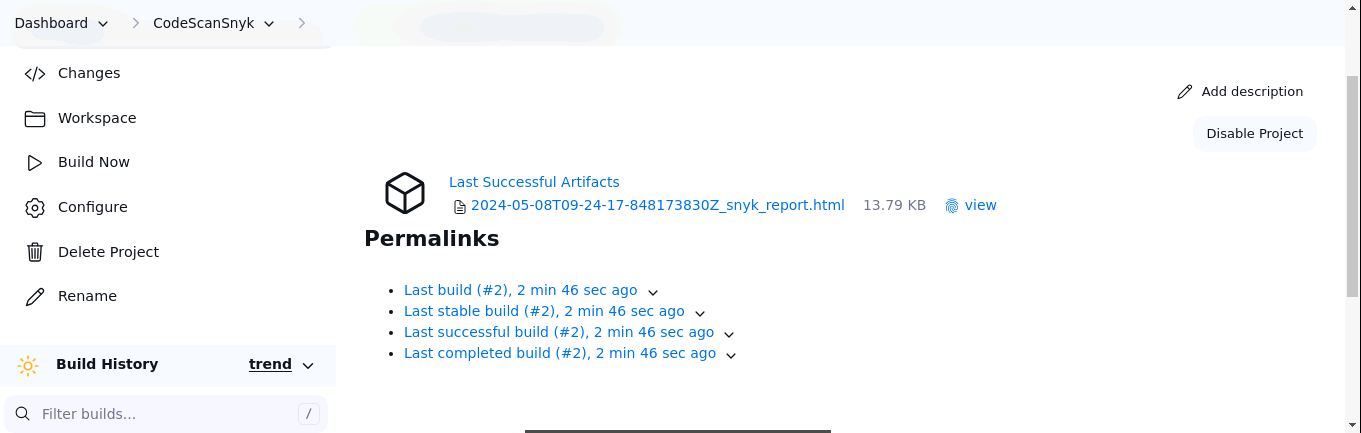 Dashboard CodeScanSnyk
Changes
Workspace
Build Now
Configure
Delete Project
Rename
Build History trend
Filter builds... /
Add description
Disable Project
Last Successful Artifacts
2024-05-08T09-24-17-848173830Z_snyk_report.html 13.79 KB view
Permalinks
Last build (#2), 2 min 46 sec ago
Last stable build (#2), 2 min 46 sec ago
Last successful build (#2), 2 min 46 sec ago
Last completed build (#2), 2 min 46 sec ago